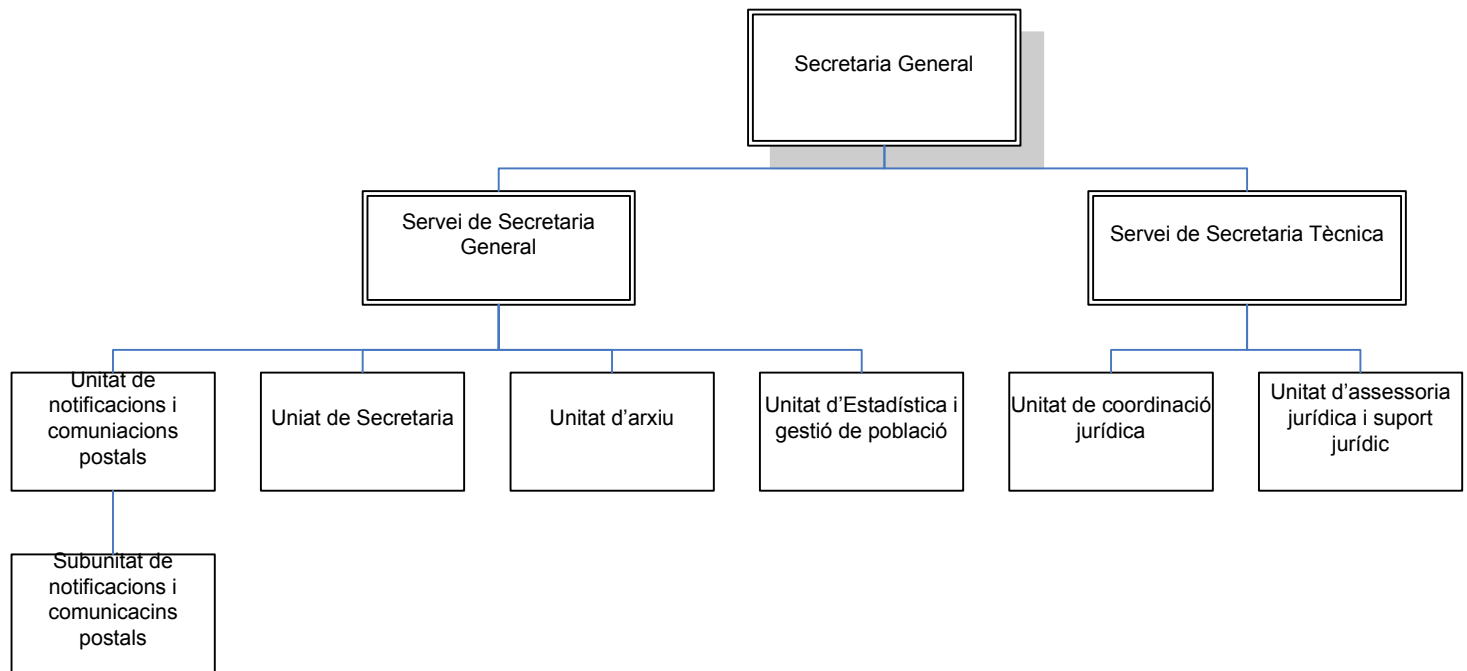 Secretaria General
Servei de Secretaria
General
Servei de Secretaria Tècnica
Unitat de
notificacions i
comuniacions
postals
Uniat de Secretaria
Unitat d’arxiu
Unitat d’Estadística i
gestió de població
Unitat de coordinació
jurídica
Unitat d’assessoria
jurídica i suport
jurídic
Subunitat de
notificacions i
comunicacins
postals